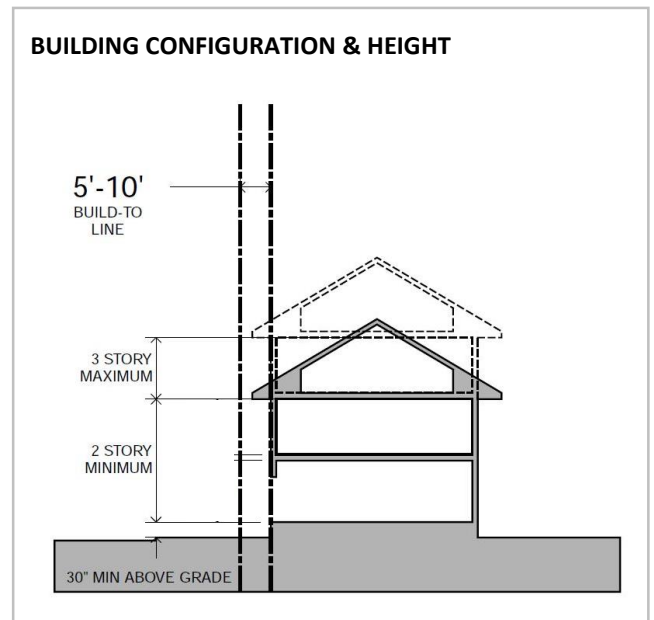 BUILDING CONFIGURATION & HEIGHT
5'-10'
BUILD-TO
LINE
3 STORY
MAXIMUM
2 STORY
MINIMUM
30" MIN ABOVE GRADE